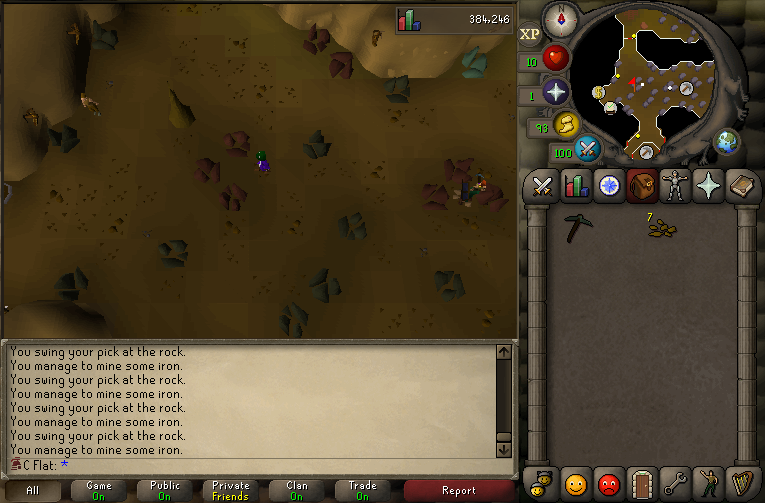 384,246
XP
10
1
93
100
7
You swing your pick at the rock.
You manage to mine some iron.
You swing your pick at the rock.
You manage to mine some iron.
You swing your pick at the rock.
You manage to mine some iron.
You swing your pick at the rock.
You manage to mine some iron.
C Flat: *
All
Game
On
Public
On
Private
Friends
Clan
On
Trade
On
Report